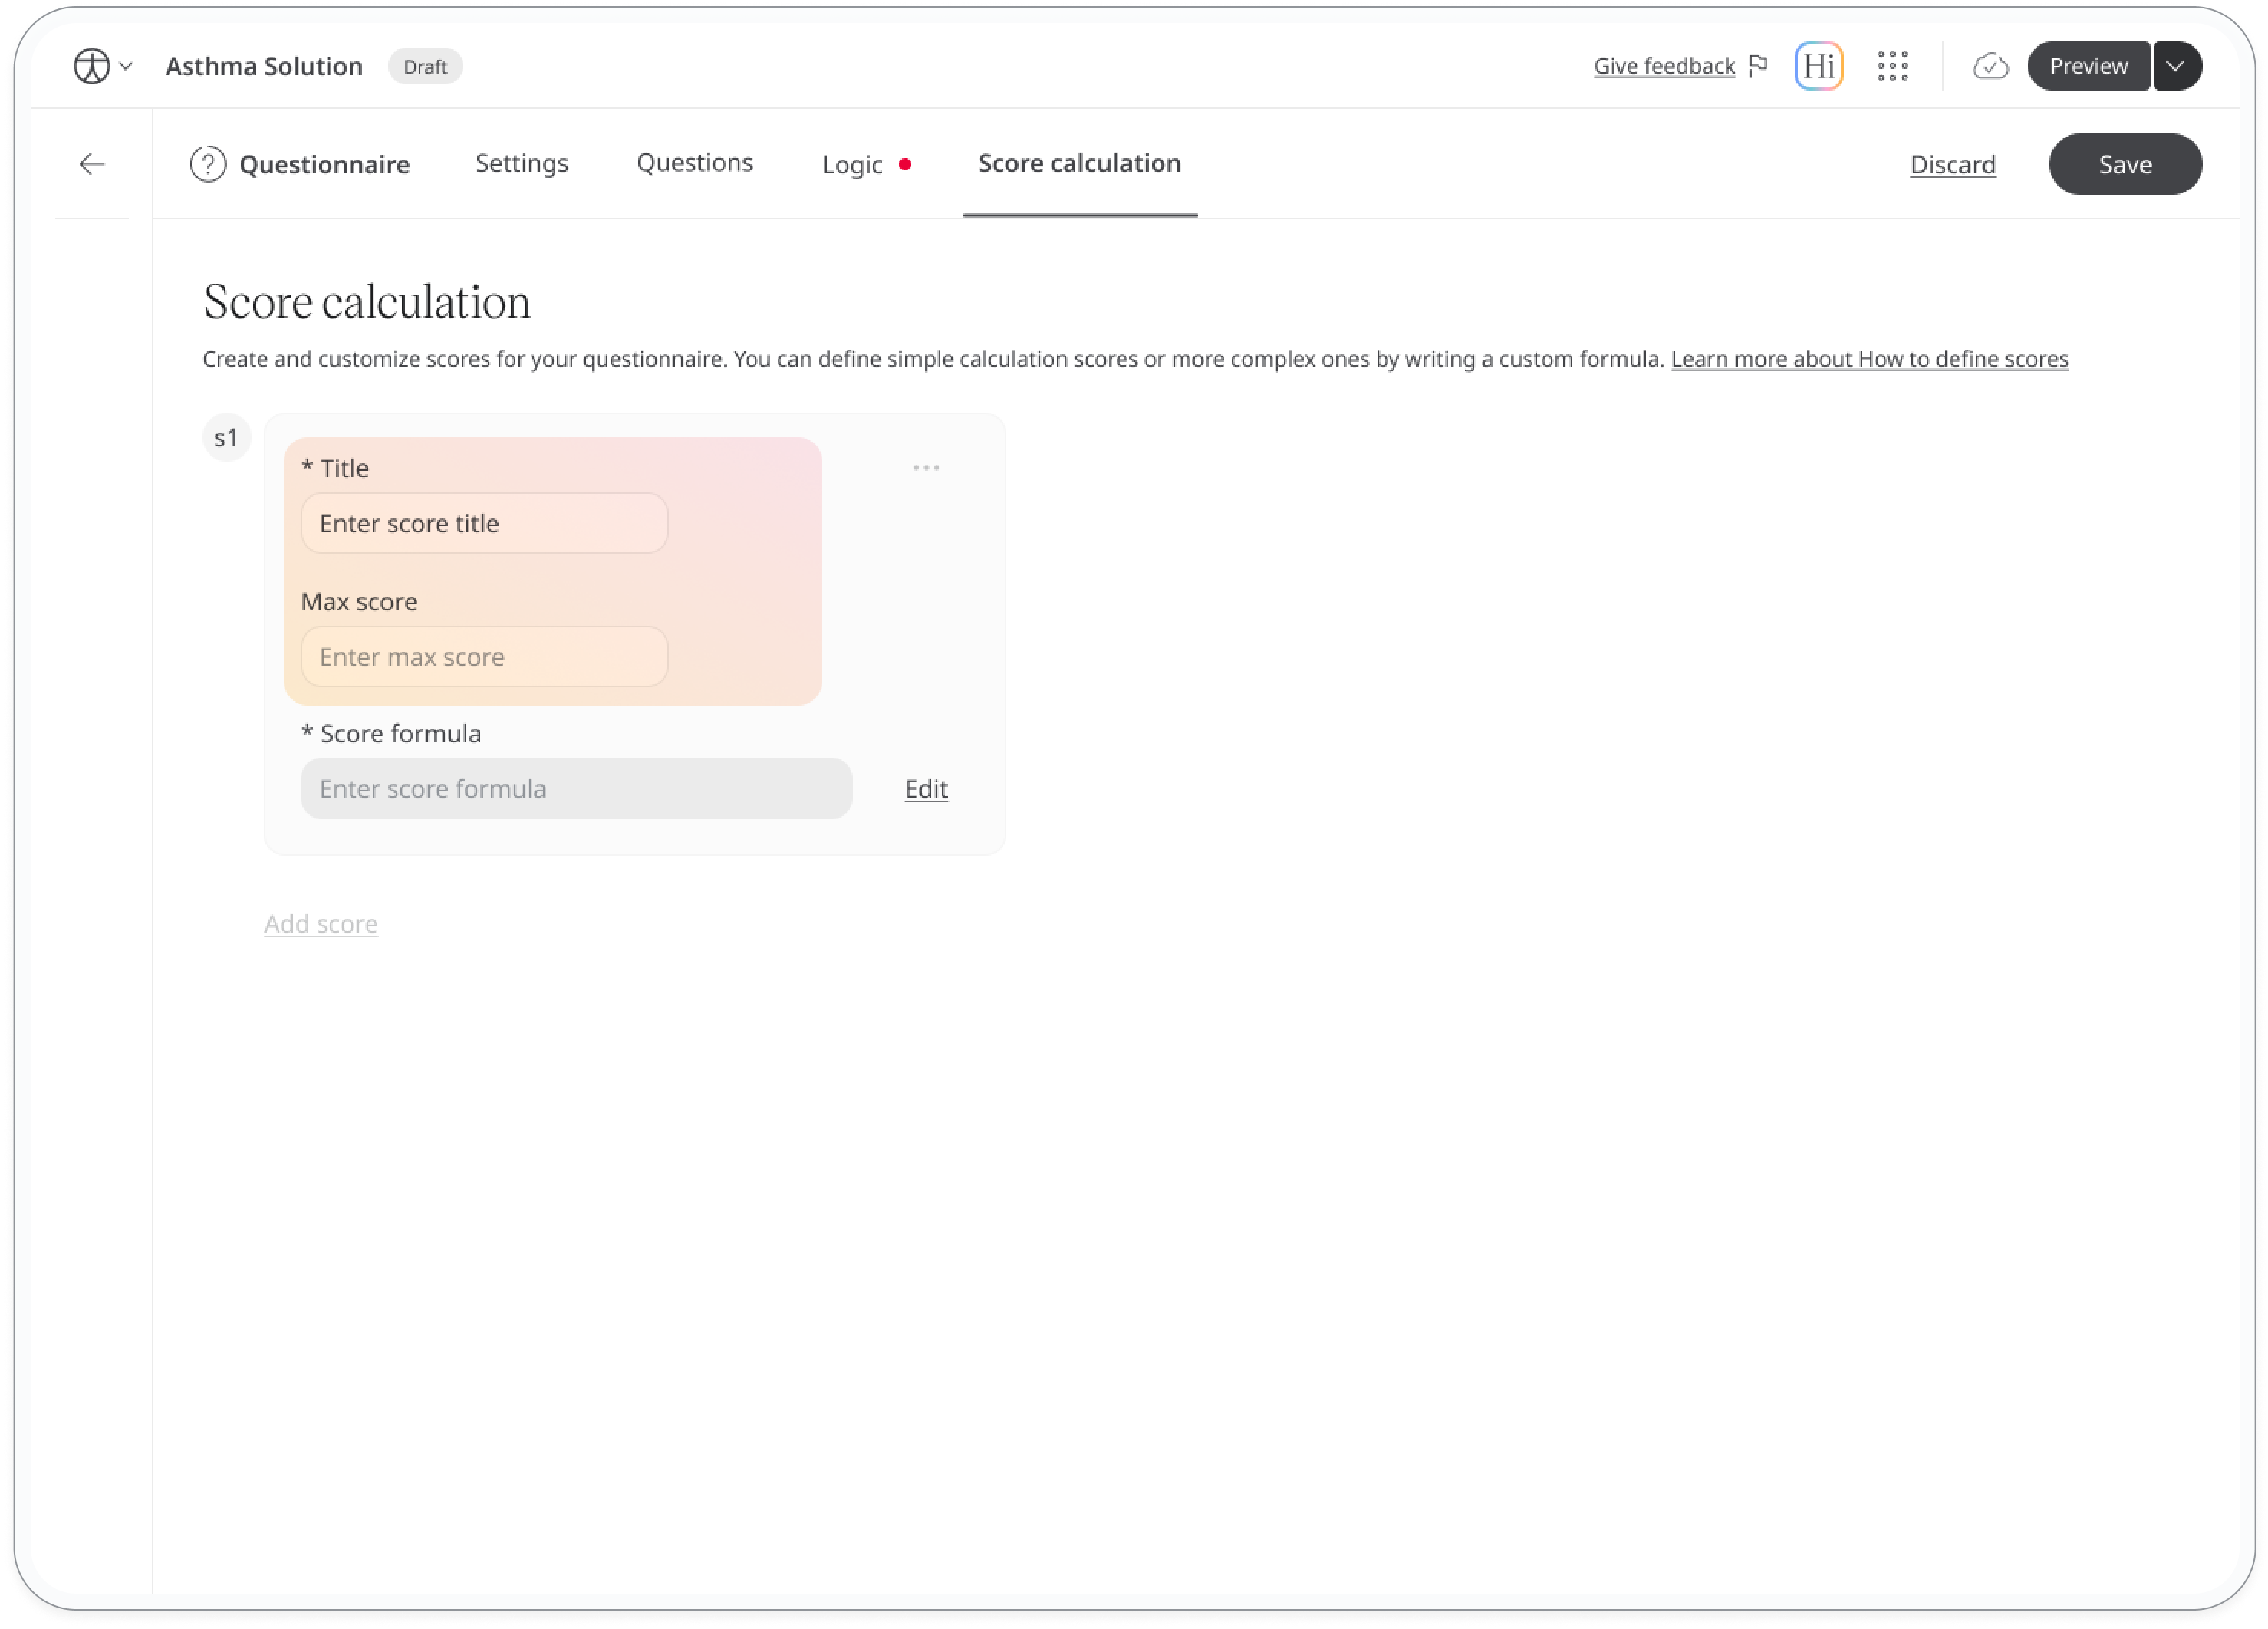 Asthma Solution Draft Give feedback Hi Preview
? Questionnaire Settings Questions Logic Score calculation Discard Save
Score calculation
Create and customize scores for your questionnaire. You can define simple calculation scores or more complex ones by writing a custom formula. Learn more about How to define scores
s1
* Title
Enter score title
Max score
Enter max score
* Score formula
Enter score formula Edit
Add score